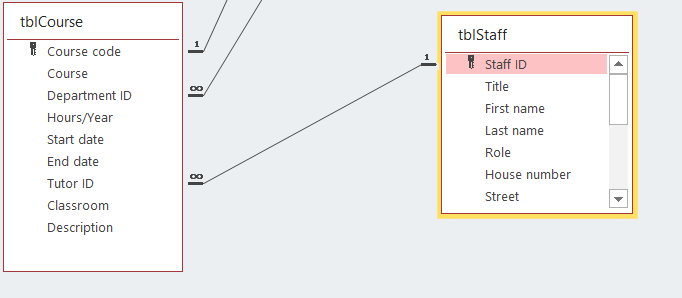 tblCourse
Course code
Course
Department ID
Hours/Year
Start date
End date
Tutor ID
Classroom
Description
1
∞
∞
1
tblStaff
Staff ID
Title
First name
Last name
Role
House number
Street